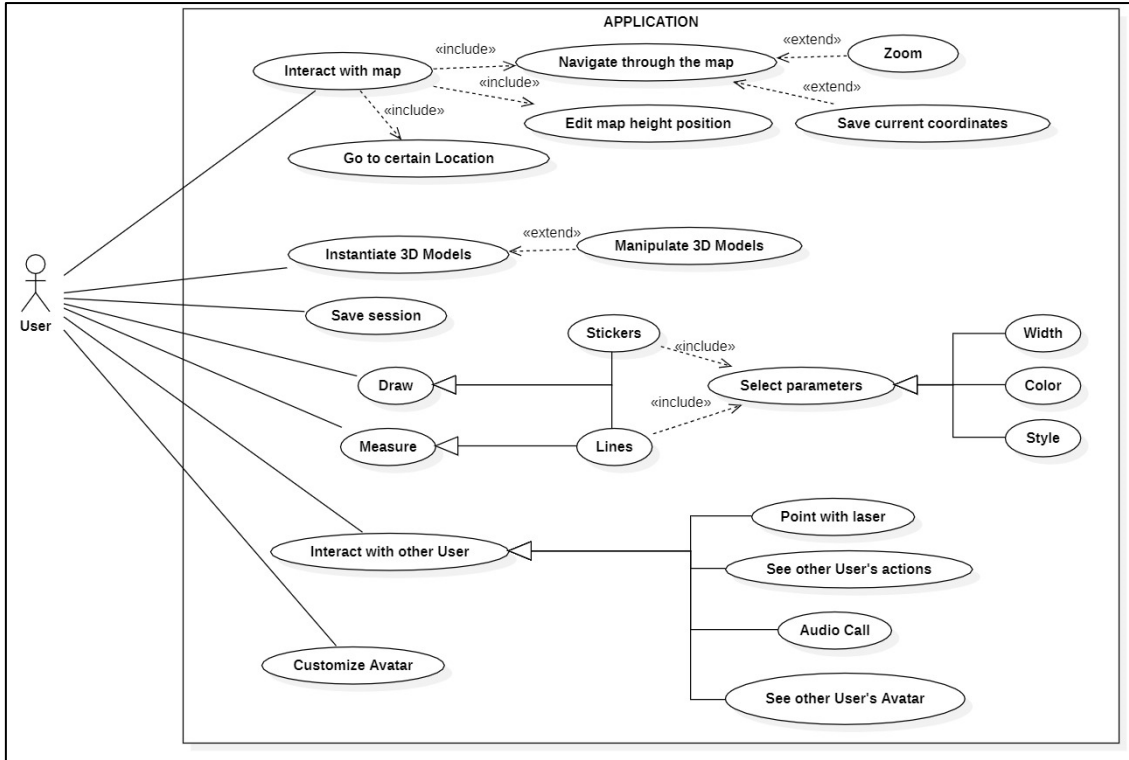 APPLICATION
«include»
«extend»
Zoom
Interact with map
Navigate through the map
«include»
«extend»
«include»
Edit map height position
Save current coordinates
Go to certain Location
«extend»
Instantiate 3D Models
Manipulate 3D Models
User
Save session
Stickers
Width
«include»
Draw
Select parameters
Color
«include»
Measure
Lines
Style
Point with laser
Interact with other User
See other User's actions
Audio Call
Customize Avatar
See other User's Avatar